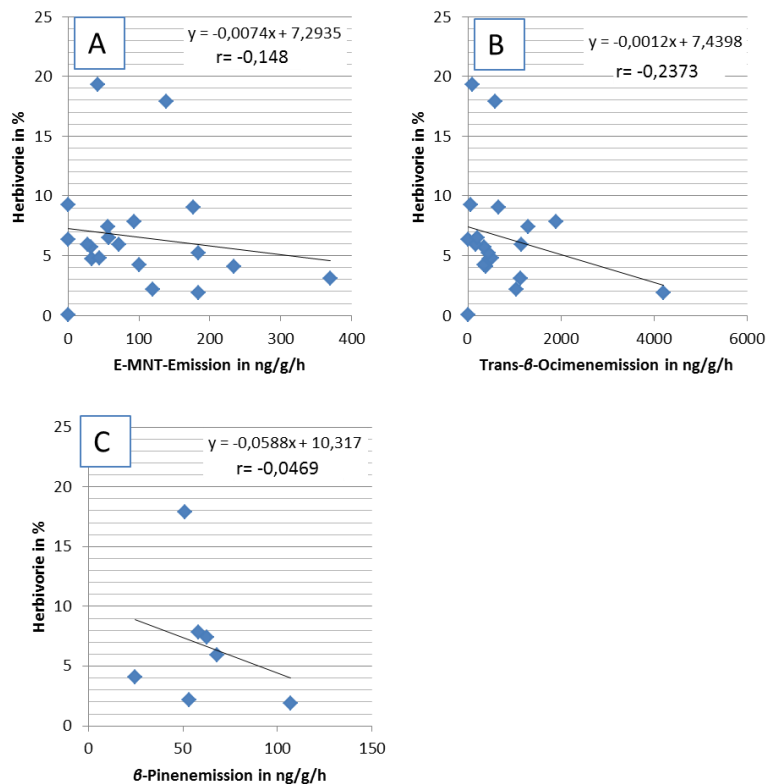 A
y = -0,0074x + 7,2935
r= -0,148
Herbivorie in %
25
20
15
10
5
0
0 100 200 300 400
E-MNT-Emission in ng/g/h
B
y = -0,0012x + 7,4398
r= -0,2373
Herbivorie in %
25
20
15
10
5
0
0 2000 4000 6000
Trans-β-Ocimenemission in ng/g/h
C
y = -0,0588x + 10,317
r= -0,0469
Herbivorie in %
25
20
15
10
5
0
0 50 100 150
β-Pinenemission in ng/g/h